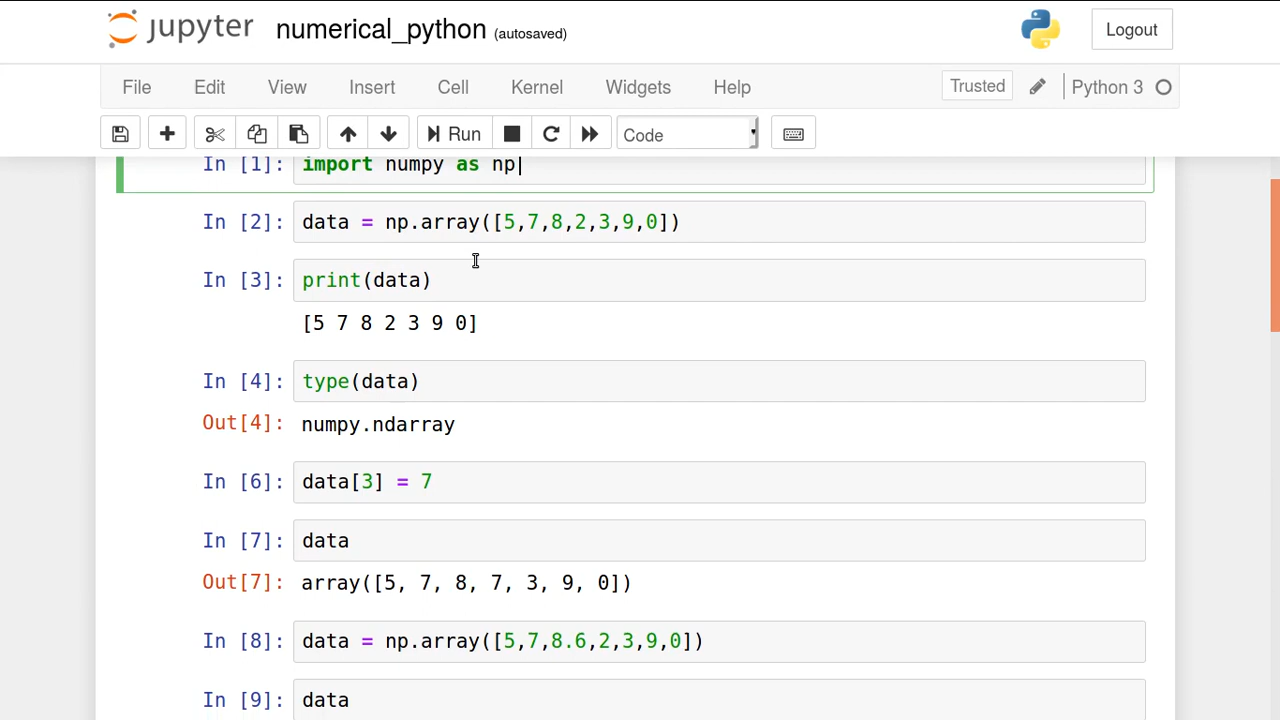 jupyter numerical_python (autosaved) Logout
File Edit View Insert Cell Kernel Widgets Help Trusted Python 3
Run Code
In [1]: import numpy as np
In [2]: data = np.array([5,7,8,2,3,9,0])
In [3]: print(data)
[5 7 8 2 3 9 0]
In [4]: type(data)
Out[4]: numpy.ndarray
In [6]: data[3] = 7
In [7]: data
Out[7]: array([5, 7, 8, 7, 3, 9, 0])
In [8]: data = np.array([5,7,8.6,2,3,9,0])
In [9]: data